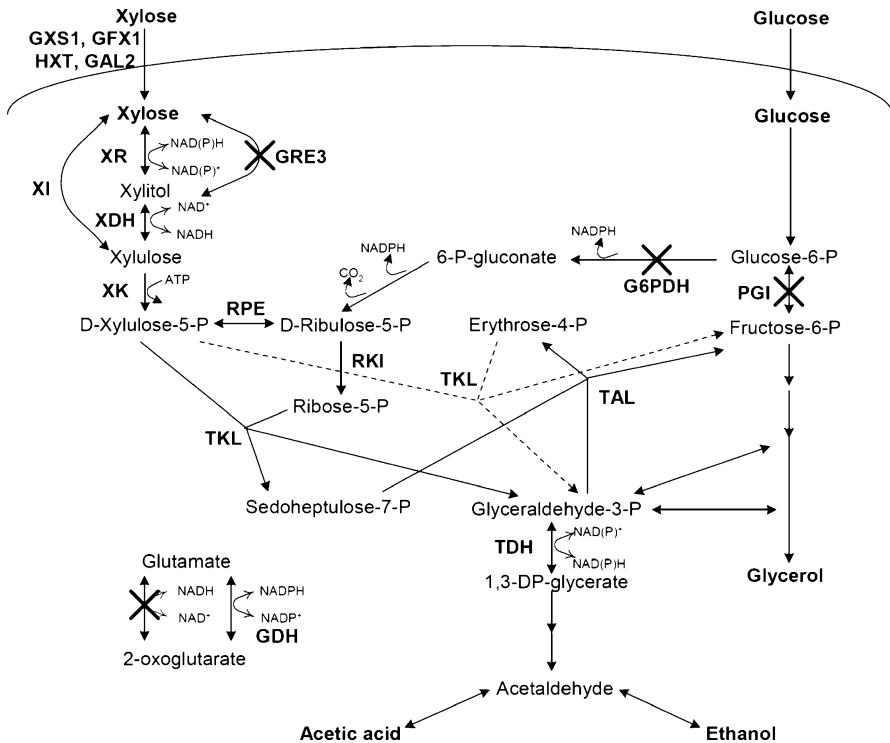 Xylose
Glucose
GXS1, GFX1
HXT, GAL2
Xylose
Glucose
XR
NAD(P)H
NAD(P)⁺
GRE3
XI
Xylitol
XDH
NAD⁺
NADH
Xylulose
NADPH
6-P-gluconate
NADPH
Glucose-6-P
CO₂
G6PDH
PGI
XK
ATP
RPE
D-Xylulose-5-P
D-Ribulose-5-P
Erythrose-4-P
Fructose-6-P
RKI
TKL
TAL
Ribose-5-P
TKL
Sedoheptulose-7-P
Glyceraldehyde-3-P
TDH
NAD(P)⁺
NAD(P)H
Glutamate
1,3-DP-glycerate
Glycerol
NADH
NADPH
NAD⁺
NADP⁺
GDH
2-oxoglutarate
Acetaldehyde
Acetic acid
Ethanol